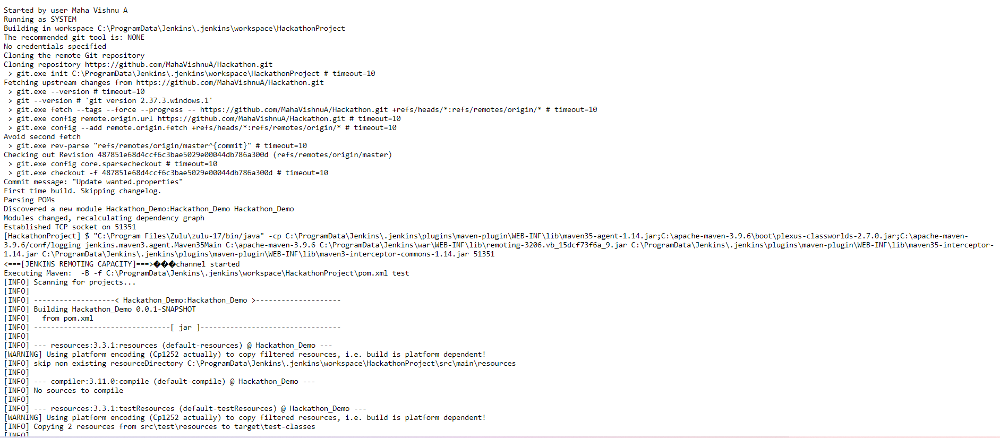 Started by user Maha Vishnu A
Running as SYSTEM
Building in workspace C:\ProgramData\Jenkins\.jenkins\workspace\HackathonProject
The recommended git tool is: NONE
No credentials specified
Cloning the remote Git repository
Cloning repository https://github.com/MahaVishnuA/Hackathon.git
 > git.exe init C:\ProgramData\Jenkins\.jenkins\workspace\HackathonProject # timeout=10
Fetching upstream changes from https://github.com/MahaVishnuA/Hackathon.git
 > git.exe --version # timeout=10
 > git --version # 'git version 2.37.3.windows.1'
 > git.exe fetch --tags --force --progress -- https://github.com/MahaVishnuA/Hackathon.git +refs/heads/*:refs/remotes/origin/* # timeout=10
 > git.exe config remote.origin.url https://github.com/MahaVishnuA/Hackathon.git # timeout=10
 > git.exe config --add remote.origin.fetch +refs/heads/*:refs/remotes/origin/* # timeout=10
Avoid second fetch
 > git.exe rev-parse "refs/remotes/origin/master^{commit}" # timeout=10
Checking out Revision 487851e68d4ccf6c3bae5029e00044db786a300d (refs/remotes/origin/master)
 > git.exe config core.sparsecheckout # timeout=10
 > git.exe checkout -f 487851e68d4ccf6c3bae5029e00044db786a300d # timeout=10
Commit message: "Update wanted.properties"
First time build. Skipping changelog.
Parsing POMs
Discovered a new module Hackathon_Demo:Hackathon_Demo Hackathon_Demo
Modules changed, recalculating dependency graph
Established TCP socket on 51351
[HackathonProject] $ "C:\Program Files\Zulu\zulu-17/bin/java" -cp C:\ProgramData\Jenkins\.jenkins\plugins\maven-plugin\WEB-INF\lib\maven35-agent-1.14.jar;C:\apache-maven-3.9.6\boot\plexus-classworlds-2.7.0.jar;C:\apache-maven-
3.9.6/conf/logging jenkins.maven3.agent.Maven35Main C:\apache-maven-3.9.6 C:\ProgramData\Jenkins\war\WEB-INF\lib\remoting-3206.vb_15dcf73f6a_9.jar C:\ProgramData\Jenkins\.jenkins\plugins\maven-plugin\WEB-INF\lib\maven35-interceptor-
1.14.jar C:\ProgramData\Jenkins\.jenkins\plugins\maven-plugin\WEB-INF\lib\maven3-interceptor-commons-1.14.jar 51351
<===[JENKINS REMOTING CAPACITY]===>���channel started
Executing Maven:  -B -f C:\ProgramData\Jenkins\.jenkins\workspace\HackathonProject\pom.xml test
[INFO] Scanning for projects...
[INFO]
[INFO] -------------------< Hackathon_Demo:Hackathon_Demo >--------------------
[INFO] Building Hackathon_Demo 0.0.1-SNAPSHOT
[INFO]   from pom.xml
[INFO] --------------------------------[ jar ]---------------------------------
[INFO]
[INFO] --- resources:3.3.1:resources (default-resources) @ Hackathon_Demo ---
[WARNING] Using platform encoding (Cp1252 actually) to copy filtered resources, i.e. build is platform dependent!
[INFO] skip non existing resourceDirectory C:\ProgramData\Jenkins\.jenkins\workspace\HackathonProject\src\main\resources
[INFO]
[INFO] --- compiler:3.11.0:compile (default-compile) @ Hackathon_Demo ---
[INFO] No sources to compile
[INFO]
[INFO] --- resources:3.3.1:testResources (default-testResources) @ Hackathon_Demo ---
[WARNING] Using platform encoding (Cp1252 actually) to copy filtered resources, i.e. build is platform dependent!
[INFO] Copying 2 resources from src\test\resources to target\test-classes
[INFO]